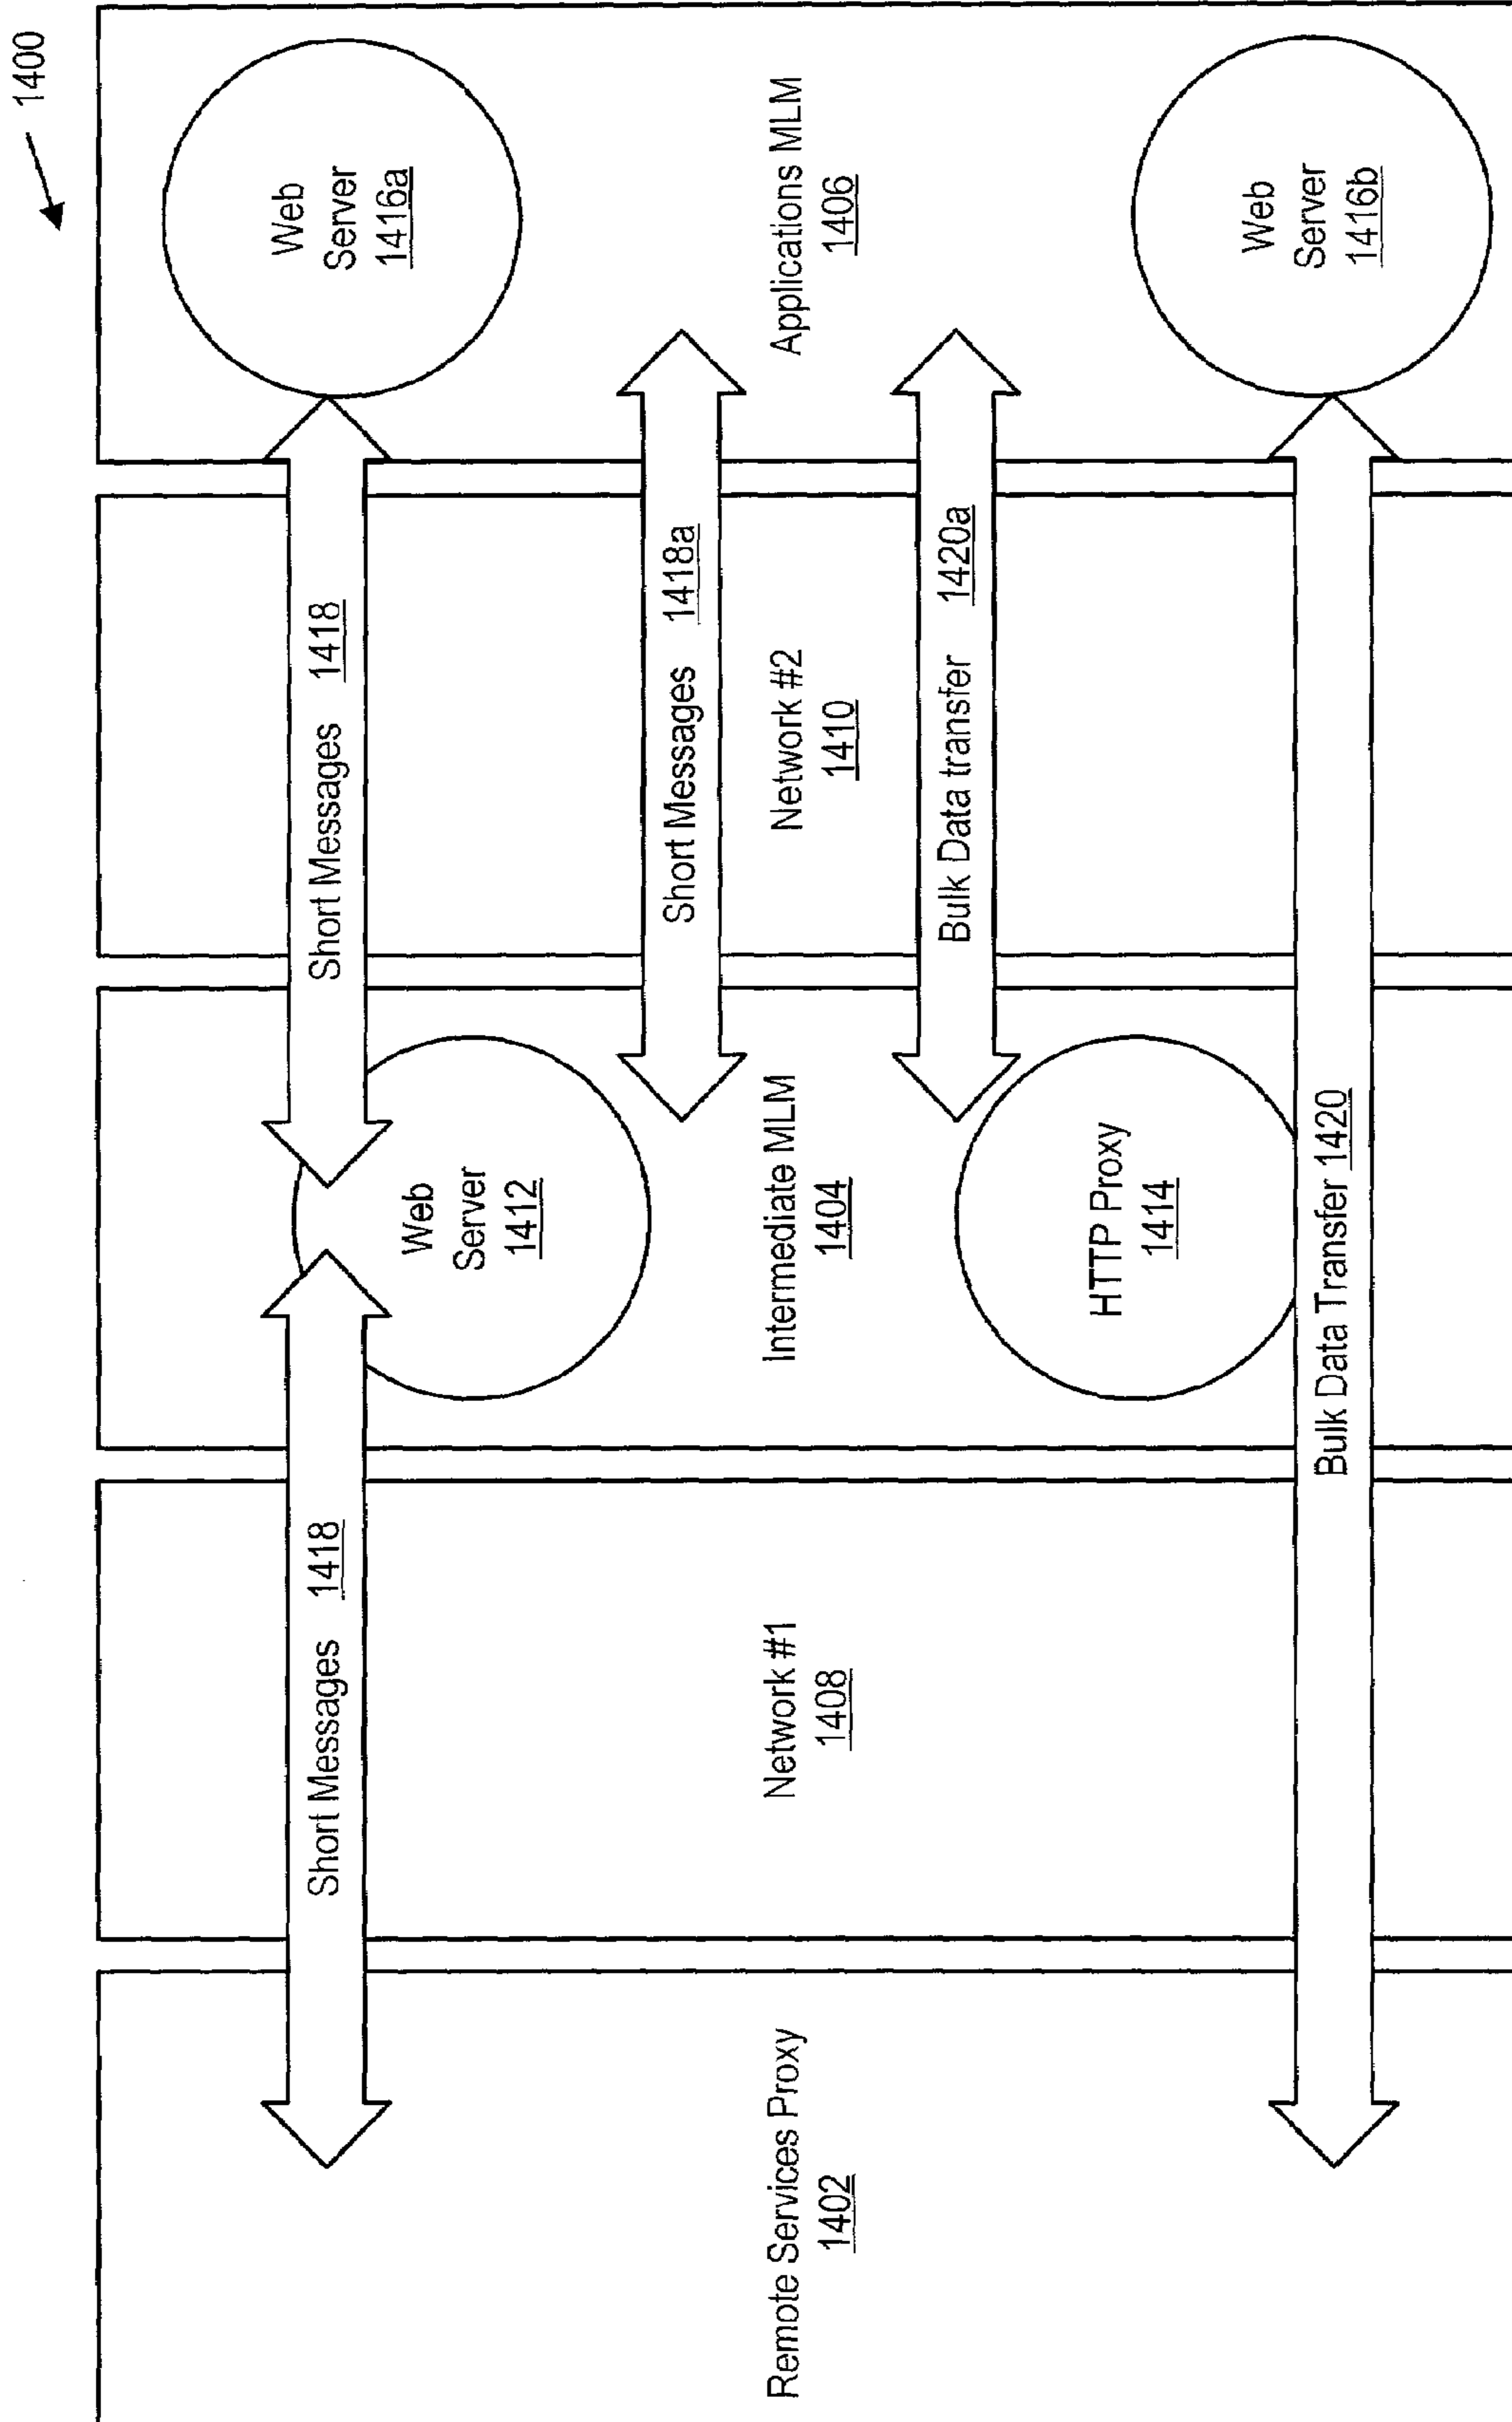 1400
Web
Server
1416a
Applications MLM
1406
Web
Server
1416b
Short Messages 1418
Short Messages 1418a
Network #2
1410
Bulk Data transfer 1420a
Web
Server
1412
Intermediate MLM
1404
HTTP Proxy
1414
Bulk Data Transfer 1420
Short Messages 1418
Network #1
1408
Remote Services Proxy
1402